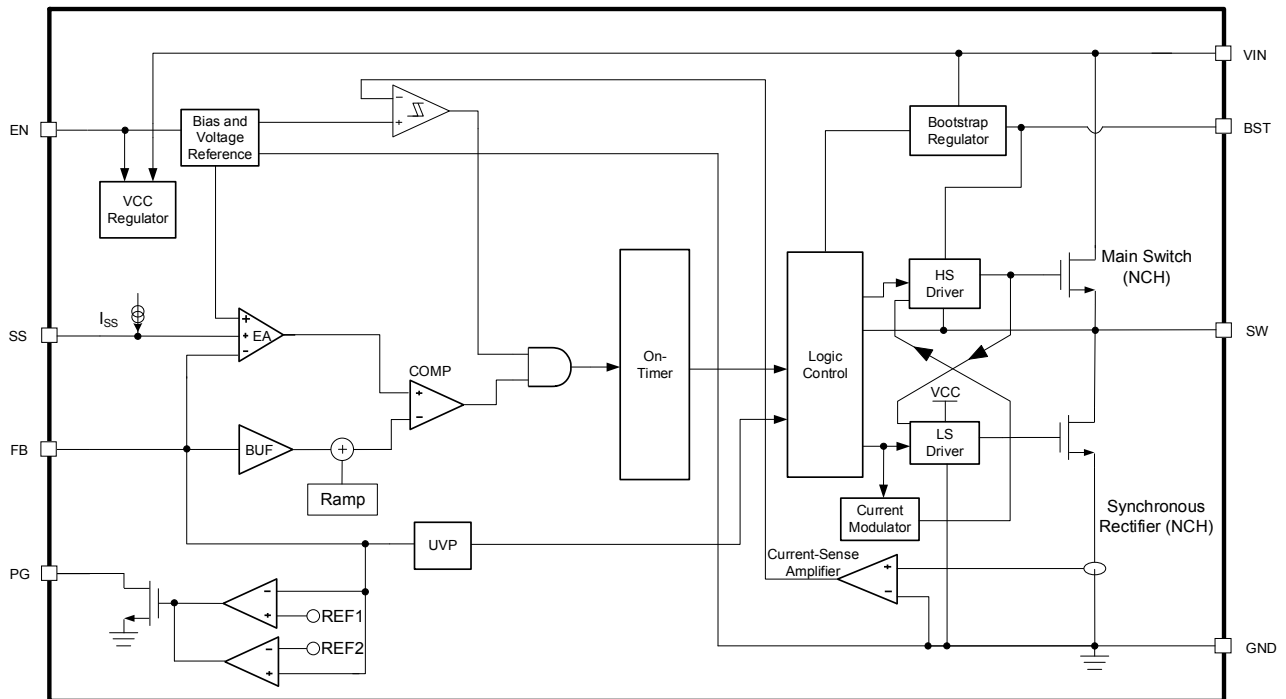 VIN
EN
Bias and
Voltage
Reference
-
+
Bootstrap
Regulator
BST
VCC
Regulator
Main Switch
(NCH)
HS
Driver
ISS
SS
+
+
-
EA
On-
Timer
Logic
Control
SW
COMP
+
-
VCC
FB
BUF
+
LS
Driver
Ramp
Current
Modulator
Synchronous
Rectifier (NCH)
UVP
Current-Sense
Amplifier
+
-
PG
-
+
REF1
-
+
REF2
GND